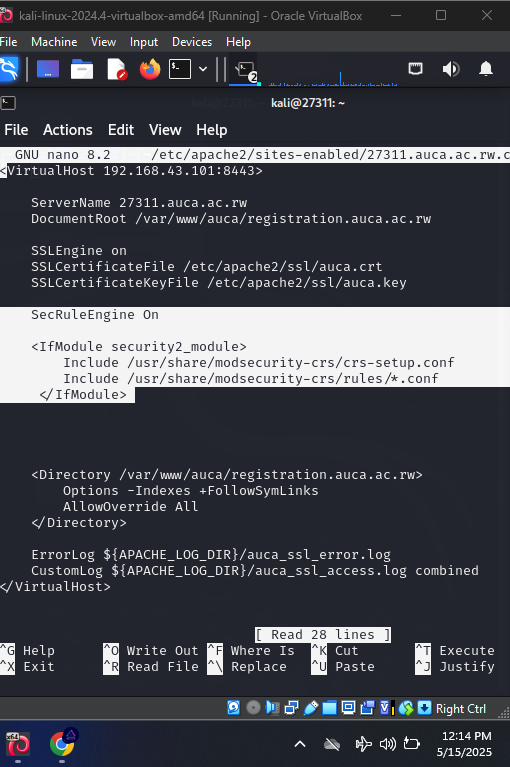 kali-linux-2024.4-virtualbox-amd64 [Running] - Oracle VirtualBox
File Machine View Input Devices Help
2
kali@27311: ~
File Actions Edit View Help
GNU nano 8.2 /etc/apache2/sites-enabled/27311.auca.ac.rw.c
<VirtualHost 192.168.43.101:8443>
ServerName 27311.auca.ac.rw
DocumentRoot /var/www/auca/registration.auca.ac.rw
SSLEngine on
SSLCertificateFile /etc/apache2/ssl/auca.crt
SSLCertificateKeyFile /etc/apache2/ssl/auca.key
SecRuleEngine On
<IfModule security2_module>
Include /usr/share/modsecurity-crs/crs-setup.conf
Include /usr/share/modsecurity-crs/rules/*.conf
</IfModule>
<Directory /var/www/auca/registration.auca.ac.rw>
Options -Indexes +FollowSymLinks
AllowOverride All
</Directory>
ErrorLog ${APACHE_LOG_DIR}/auca_ssl_error.log
CustomLog ${APACHE_LOG_DIR}/auca_ssl_access.log combined
</VirtualHost>
[ Read 28 lines ]
^G Help ^O Write Out ^F Where Is ^K Cut ^T Execute
^X Exit ^R Read File ^\ Replace ^U Paste ^J Justify
Right Ctrl
12:14 PM
5/15/2025